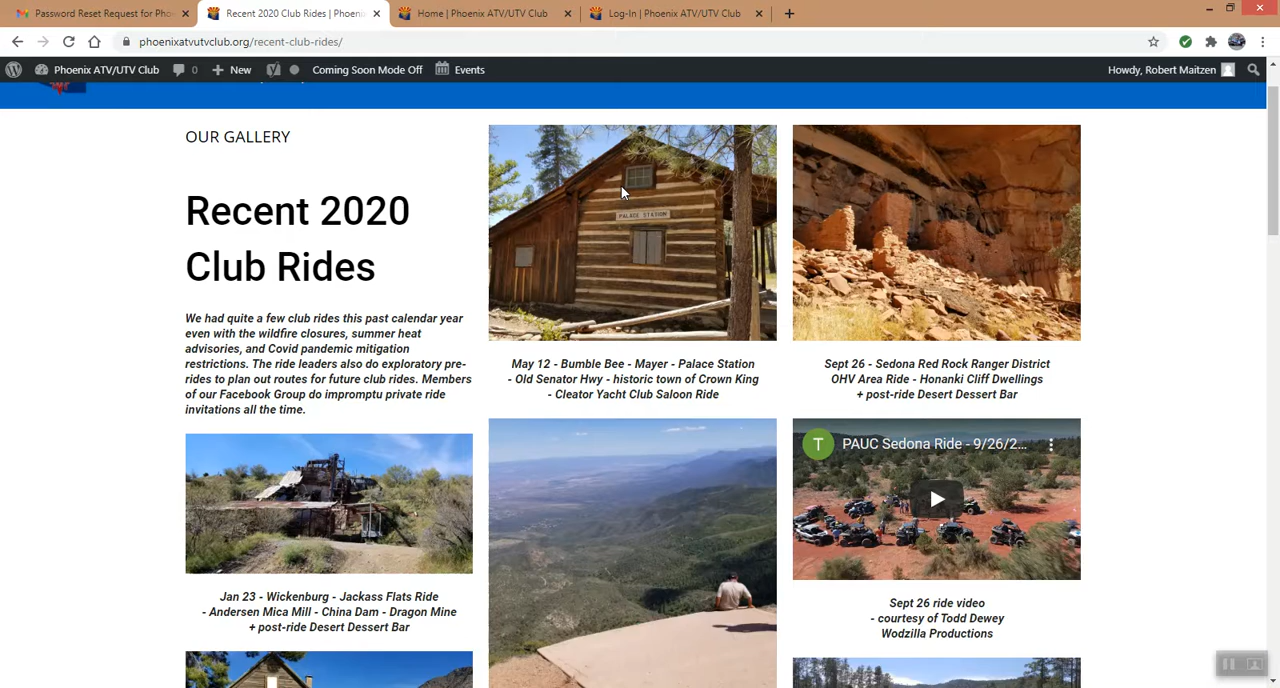 Password Reset Request for Phoe
Recent 2020 Club Rides | Phoeni
Home | Phoenix ATV/UTV Club
Log-In | Phoenix ATV/UTV Club
phoenixatvutvclub.org/recent-club-rides/
Phoenix ATV/UTV Club
0
New
Coming Soon Mode Off
Events
Howdy, Robert Maitzen
OUR GALLERY
Recent 2020
Club Rides
We had quite a few club rides this past calendar year
even with the wildfire closures, summer heat
advisories, and Covid pandemic mitigation
restrictions. The ride leaders also do exploratory pre-
rides to plan out routes for future club rides. Members
of our Facebook Group do impromptu private ride
invitations all the time.
Jan 23 - Wickenburg - Jackass Flats Ride
- Andersen Mica Mill - China Dam - Dragon Mine
+ post-ride Desert Dessert Bar
PALACE STATION
May 12 - Bumble Bee - Mayer - Palace Station
- Old Senator Hwy - historic town of Crown King
- Cleator Yacht Club Saloon Ride
Sept 26 - Sedona Red Rock Ranger District
OHV Area Ride - Honanki Cliff Dwellings
+ post-ride Desert Dessert Bar
T
PAUC Sedona Ride - 9/26/2...
Sept 26 ride video
- courtesy of Todd Dewey
Wodzilla Productions